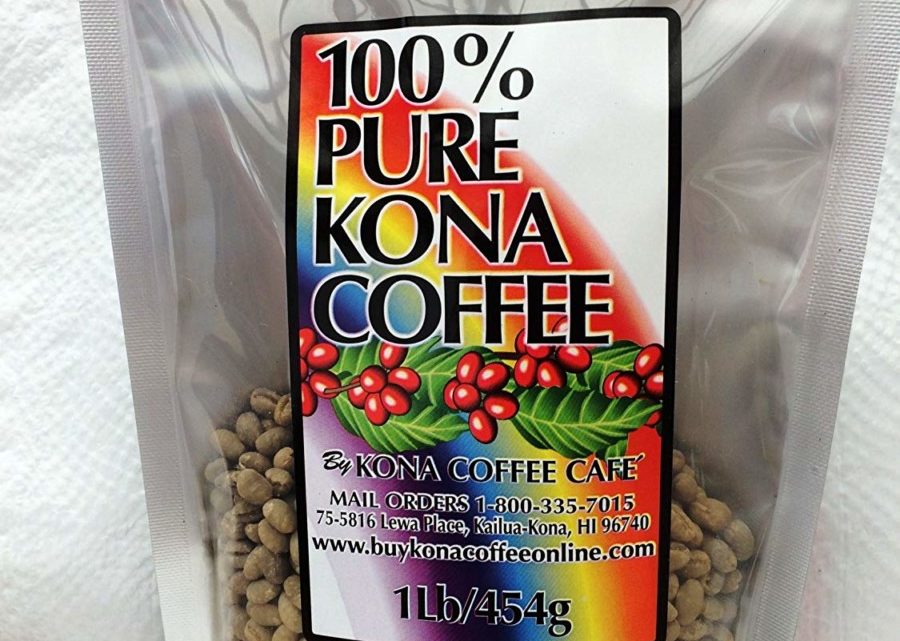 100%
PURE
KONA
COFFEE
By KONA COFFEE CAFE´
MAIL ORDERS 1-800-335-7015
75-5816 Lewa Place, Kailua-Kona, HI 96740
www.buykonacoffeeonline.com
1Lb/454g